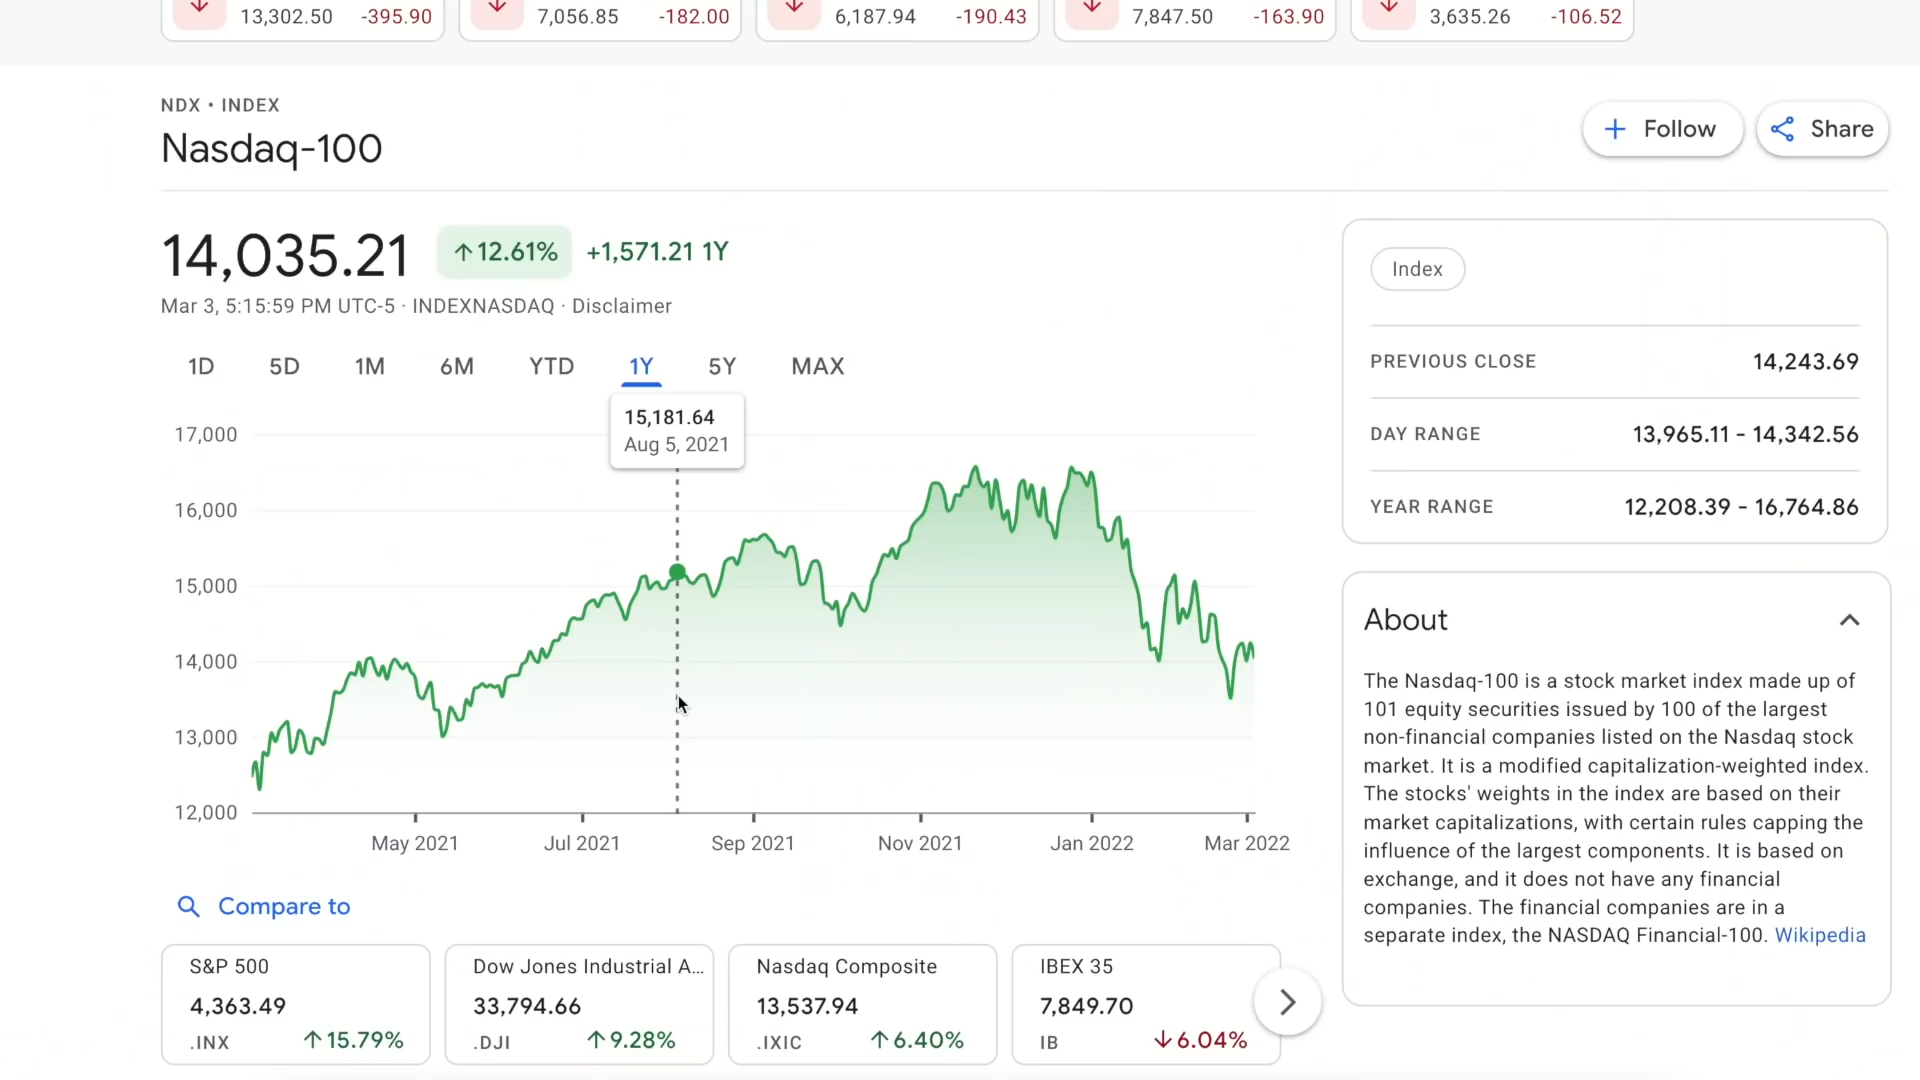 13,302.50 -395.90 7,056.85 -182.00 6,187.94 -190.43 7,847.50 -163.90 3,635.26 -106.52
NDX • INDEX
Nasdaq-100
Follow Share
14,035.21 ↑12.61% +1,571.21 1Y
Mar 3, 5:15:59 PM UTC-5 · INDEXNASDAQ · Disclaimer
1D 5D 1M 6M YTD 1Y 5Y MAX
15,181.64
Aug 5, 2021
17,000
16,000
15,000
14,000
13,000
12,000
May 2021 Jul 2021 Sep 2021 Nov 2021 Jan 2022 Mar 2022
Index
PREVIOUS CLOSE 14,243.69
DAY RANGE 13,965.11 - 14,342.56
YEAR RANGE 12,208.39 - 16,764.86
About
The Nasdaq-100 is a stock market index made up of
101 equity securities issued by 100 of the largest
non-financial companies listed on the Nasdaq stock
market. It is a modified capitalization-weighted index.
The stocks' weights in the index are based on their
market capitalizations, with certain rules capping the
influence of the largest components. It is based on
exchange, and it does not have any financial
companies. The financial companies are in a
separate index, the NASDAQ Financial-100. Wikipedia
Compare to
S&P 500
4,363.49
.INX ↑15.79%
Dow Jones Industrial A...
33,794.66
.DJI ↑9.28%
Nasdaq Composite
13,537.94
.IXIC ↑6.40%
IBEX 35
7,849.70
IB ↓6.04%